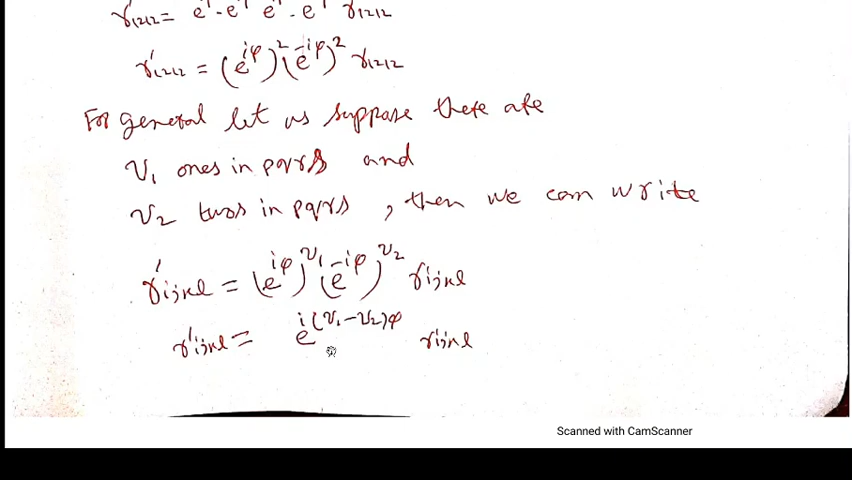 γ'₁₂₁₂ = e^{iφ} · e^{-iφ} e^{iφ} · e^{-iφ} γ₁₂₁₂
γ'₁₂₁₂ = (e^{iφ})² (e^{-iφ})² γ₁₂₁₂
For general let us suppose there are
ν₁ ones in pqrs and
ν₂ twos in pqrs , then we can write
γ'ijkl = (e^{iφ})^{ν₁} (e^{-iφ})^{ν₂} γijkl
γ'ijkl = e^{i(ν₁-ν₂)φ} γijkl
Scanned with CamScanner